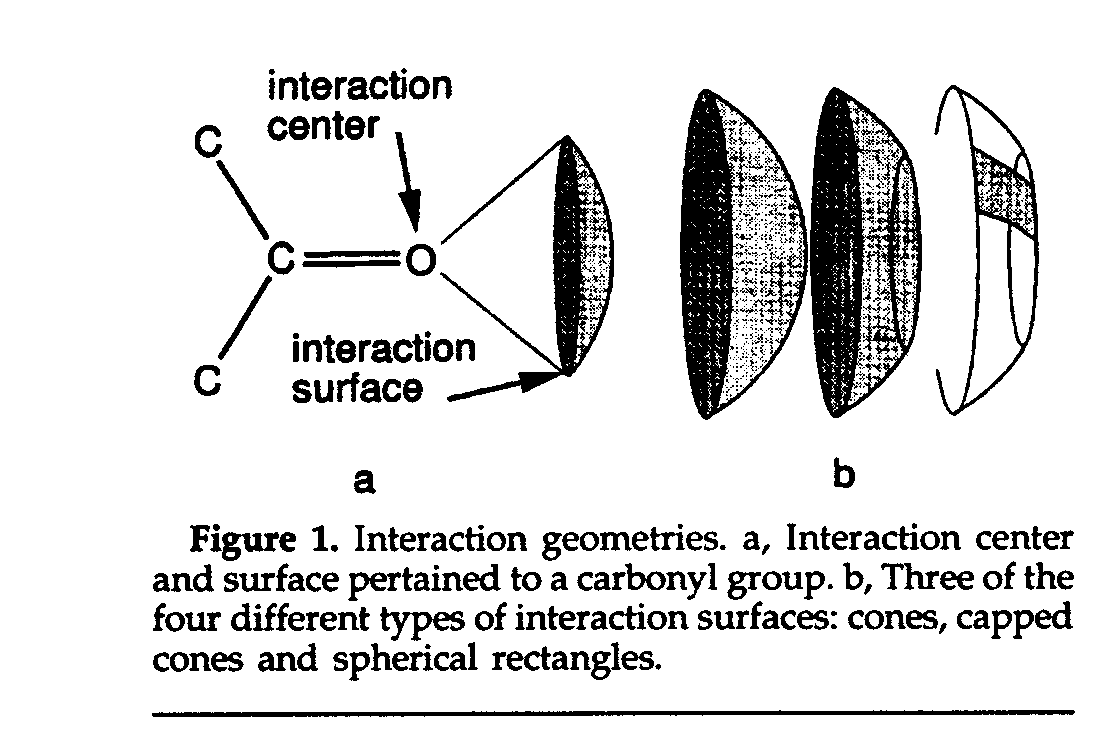 interaction
center
C
C
O
interaction
surface
C
a
b
Figure 1. Interaction geometries. a, Interaction center
and surface pertained to a carbonyl group. b, Three of the
four different types of interaction surfaces: cones, capped
cones and spherical rectangles.